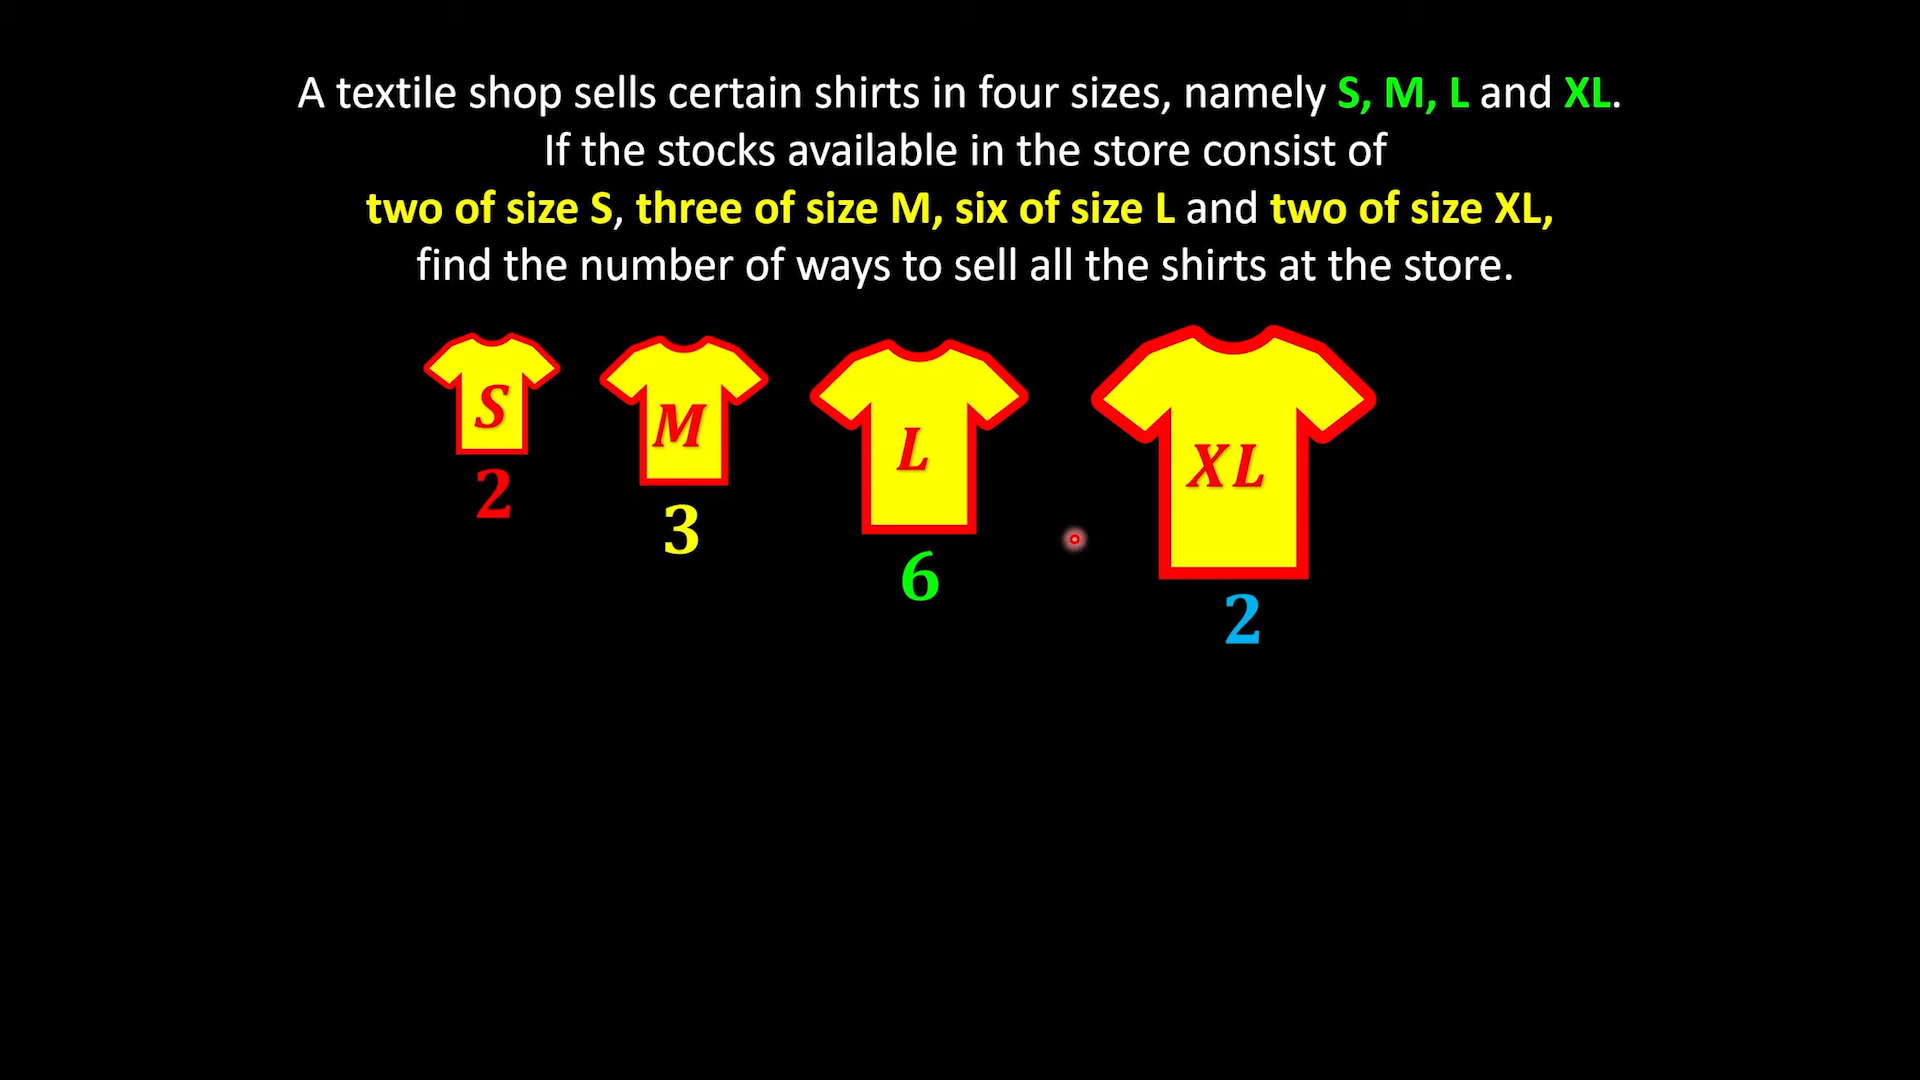 A textile shop sells certain shirts in four sizes, namely S, M, L and XL.
If the stocks available in the store consist of
two of size S, three of size M, six of size L and two of size XL,
find the number of ways to sell all the shirts at the store.
S
M
L
XL
2
3
6
2